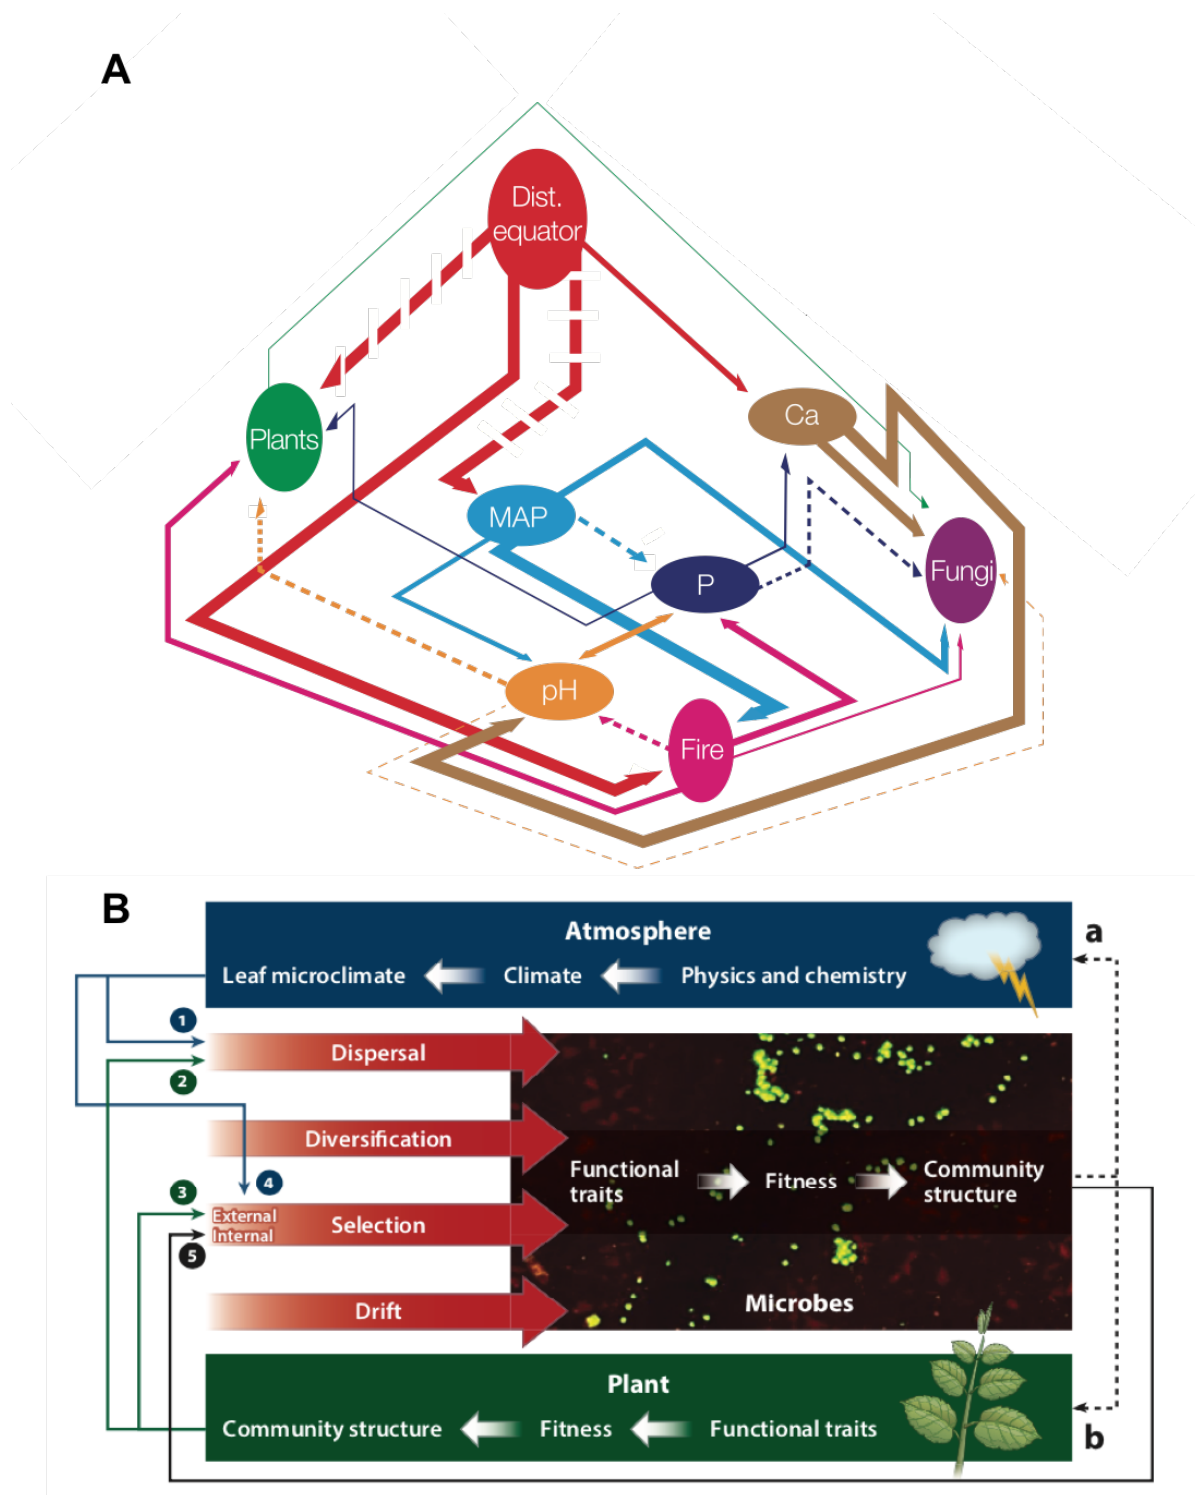 A
Dist.
equator
Plants
Ca
MAP
Fungi
P
pH
Fire
B
Atmosphere
a
Leaf microclimate
Climate
Physics and chemistry
1
Dispersal
2
Diversification
Functional
traits
Fitness
Community
structure
3
4
External
Internal
Selection
5
Drift
Microbes
Plant
Community structure
Fitness
Functional traits
b